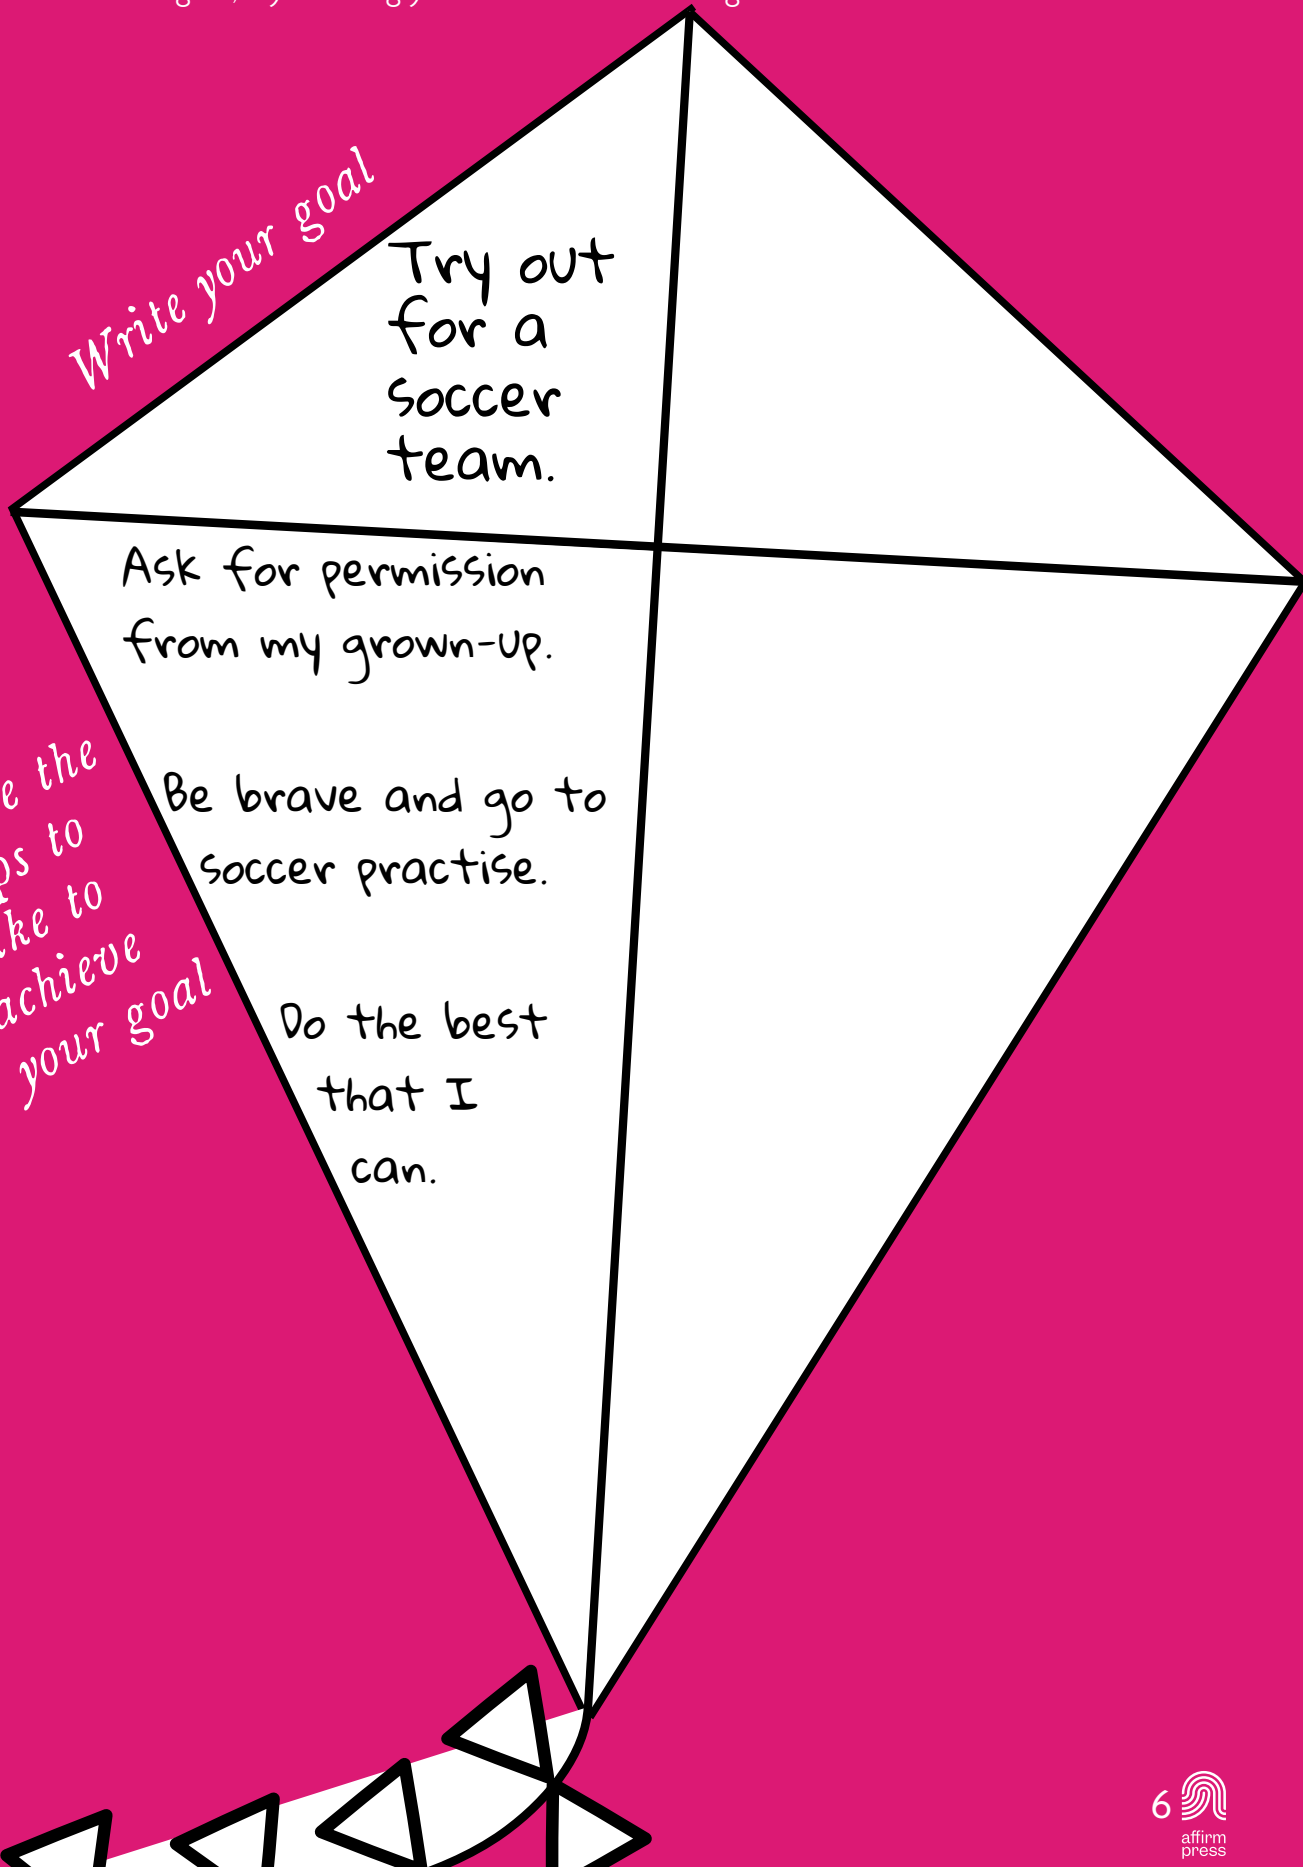 Write your goal
Try out
for a
soccer
team.
Ask for permission
from my grown-up.
Be brave and go to
soccer practise.
Do the best
that I
can.
the
to
to
achieve
your goal
6
affirm
press